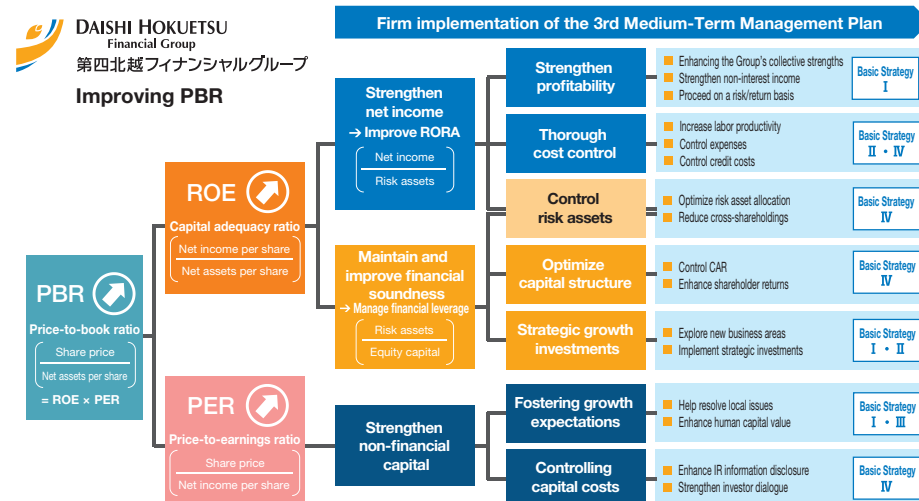 DAISHI HOKUETSU
Financial Group
第四北越フィナンシャルグループ
Improving PBR
Firm implementation of the 3rd Medium-Term Management Plan
PBR
Price-to-book ratio
Share price
Net assets per share
= ROE × PER
ROE
Capital adequacy ratio
Net income per share
Net assets per share
PER
Price-to-earnings ratio
Share price
Net income per share
Strengthen
net income
→ Improve RORA
Net income
Risk assets
Maintain and
improve financial
soundness
→ Manage financial leverage
Risk assets
Equity capital
Strengthen
non-financial
capital
Strengthen
profitability
Enhancing the Group's collective strengths
Strengthen non-interest income
Proceed on a risk/return basis
Basic Strategy
I
Thorough
cost control
Increase labor productivity
Control expenses
Control credit costs
Basic Strategy
II・IV
Control
risk assets
Optimize risk asset allocation
Reduce cross-shareholdings
Basic Strategy
IV
Optimize
capital structure
Control CAR
Enhance shareholder returns
Basic Strategy
IV
Strategic growth
investments
Explore new business areas
Implement strategic investments
Basic Strategy
I・II
Fostering growth
expectations
Help resolve local issues
Enhance human capital value
Basic Strategy
I・III
Controlling
capital costs
Enhance IR information disclosure
Strengthen investor dialogue
Basic Strategy
IV